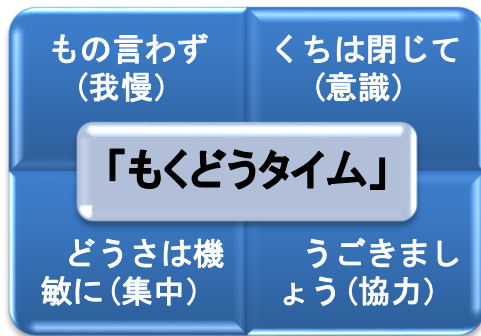 もの言わず
(我慢)
くちは閉じて
(意識)
「もくどうタイム」
どうさは機
敏に(集中)
うごきまし
ょう(協力)